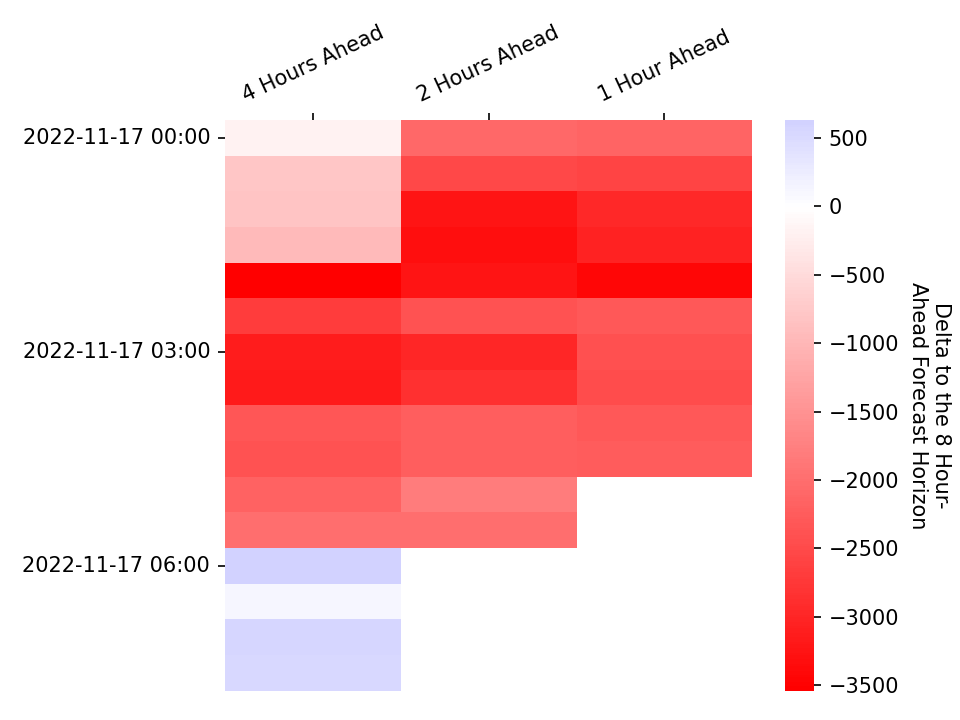 4 Hours Ahead
2 Hours Ahead
1 Hour Ahead
2022-11-17 00:00
2022-11-17 03:00
2022-11-17 06:00
500
0
−500
−1000
−1500
−2000
−2500
−3000
−3500
Delta to the 8 Hour-
Ahead Forecast Horizon